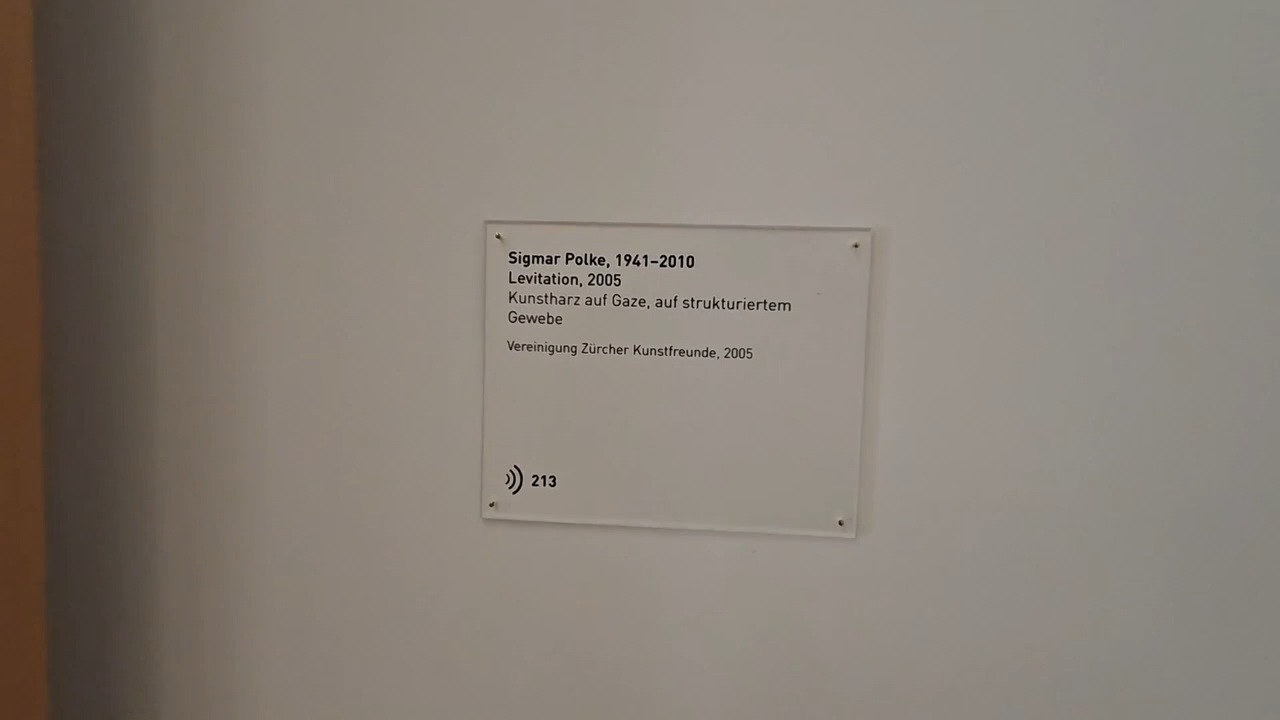 Sigmar Polke, 1941–2010
Levitation, 2005
Kunstharz auf Gaze, auf strukturiertem
Gewebe
Vereinigung Zürcher Kunstfreunde, 2005
213